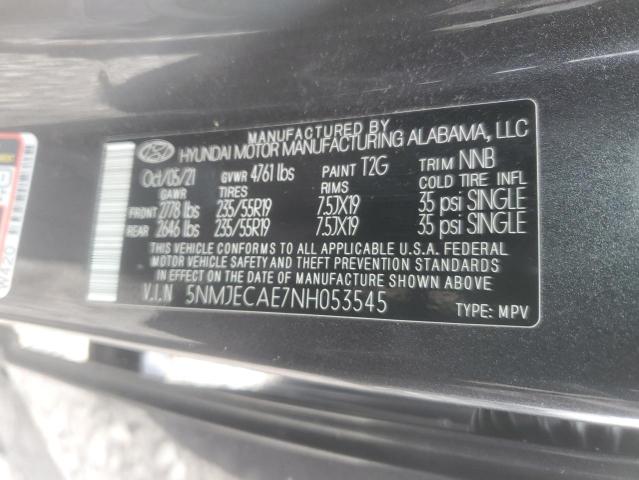 MANUFACTURED BY
HYUNDAI MOTOR MANUFACTURING ALABAMA, LLC
Oct/05/21 GVWR 4761 lbs PAINT T2G TRIM NNB
GAWR TIRES RIMS COLD TIRE INFL
FRONT 2778 lbs 235/55R19 7.5JX19 35 psi SINGLE
REAR 2646 lbs 235/55R19 7.5JX19 35 psi SINGLE
THIS VEHICLE CONFORMS TO ALL APPLICABLE U.S.A. FEDERAL
MOTOR VEHICLE SAFETY AND THEFT PREVENTION STANDARDS
IN EFFECT ON THE DATE OF MANUFACTURE SHOWN ABOVE
V.I.N 5NMJECAE7NH053545 TYPE: MPV
W420